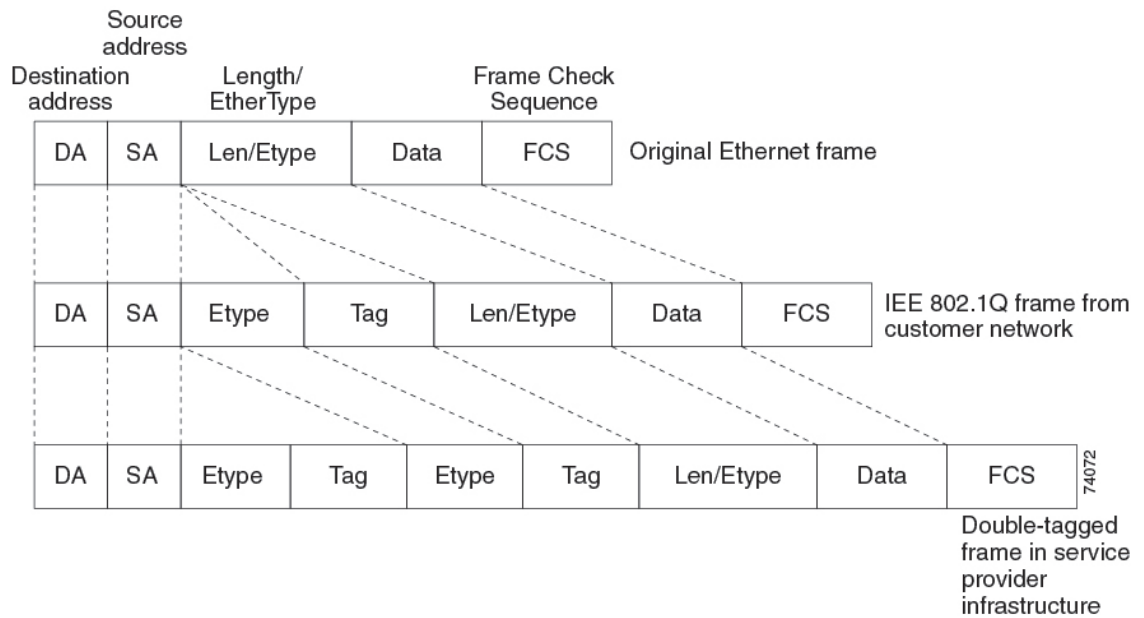 Source
address
Destination
address
Length/
EtherType
Frame Check
Sequence
DA SA Len/Etype Data FCS Original Ethernet frame
DA SA Etype Tag Len/Etype Data FCS
IEE 802.1Q frame from
customer network
DA SA Etype Tag Etype Tag Len/Etype Data FCS
74072
Double-tagged
frame in service
provider
infrastructure